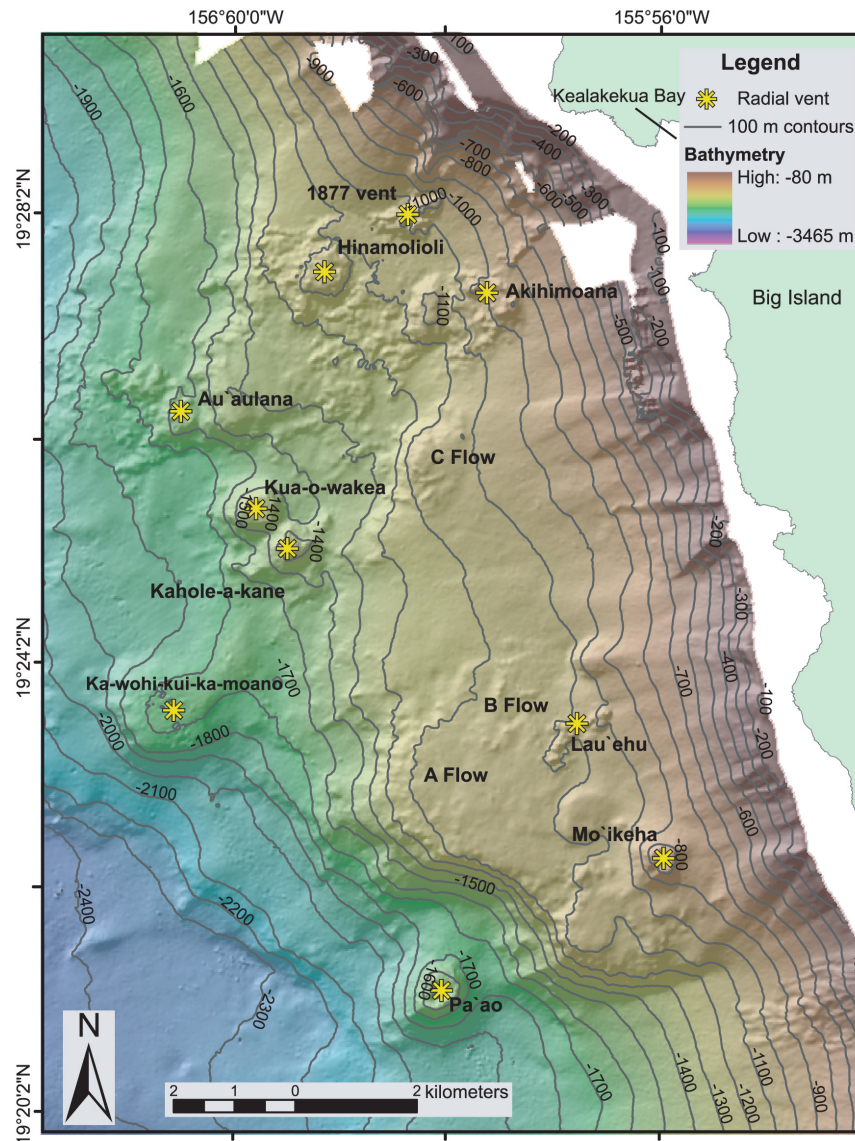 156°60'0"W
155°56'0"W
-100
-300
-900
-600
-1900
-1600
Legend
Radial vent
100 m contours
Bathymetry
High: -80 m
Low : -3465 m
Kealakekua Bay
-200
-400
-700
-800
-600
-500
-300
19°28'2"N
1877 vent
-1000
-1000
-100
-100
Hinamolioli
Akihimoana
-1100
Big Island
-500
-200
Au`aulana
C Flow
Kua-o-wakea
-1500
-1400
-1400
-200
Kahole-a-kane
-300
19°24'2"N
-400
-700
-1700
Ka-wohi-kui-ka-moano
-100
B Flow
-2000
-1800
Lau`ehu
-200
A Flow
-2100
-600
Mo`ikeha
-800
-1500
-2400
-2200
-1700
-1600
Pa`ao
-2300
N
19°20'2"N
-1700
-1400
-1300
-1200
-1100
-900
2 1 0 2 kilometers